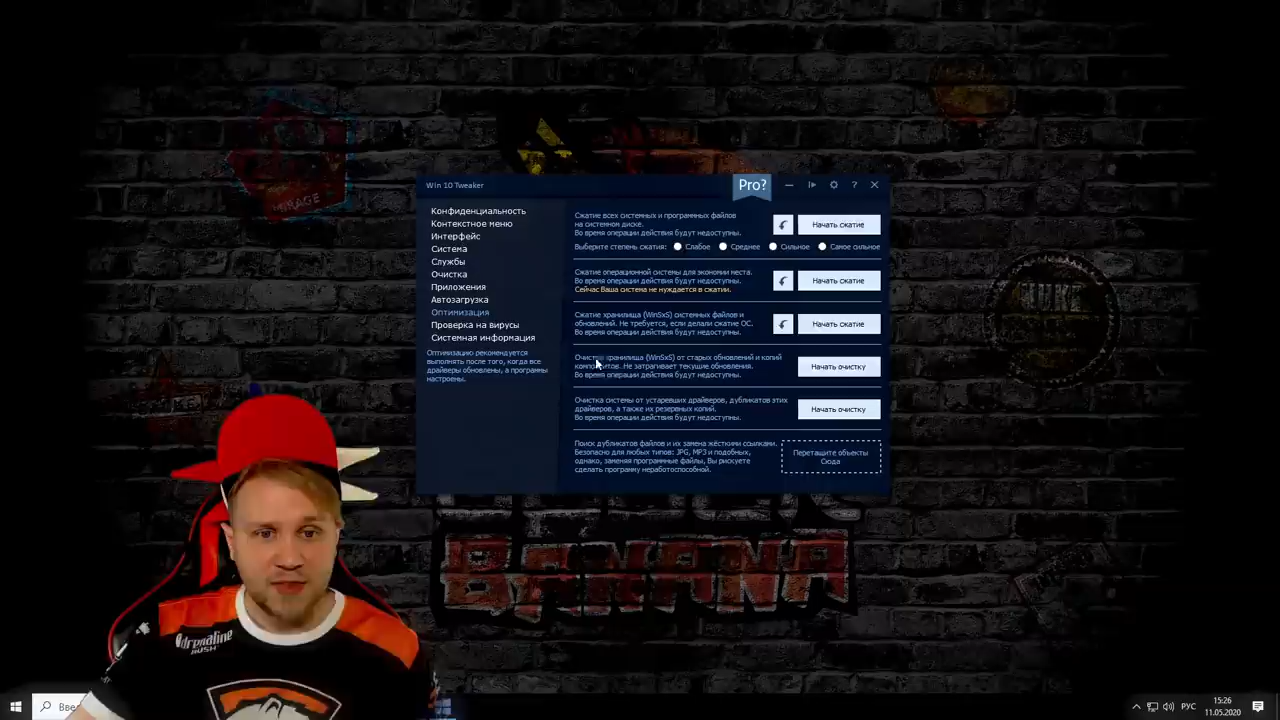 Win 10 Tweaker
Pro?
?
Конфиденциальность
Контекстное меню
Интерфейс
Система
Службы
Очистка
Приложения
Автозагрузка
Оптимизация
Проверка на вирусы
Системная информация
Оптимизацию рекомендуется
выполнять после того, когда все
драйверы обновлены, а программы
настроены.
Сжатие всех системных и программных файлов
на системном диске.
Во время операции действия будут недоступны.
Начать сжатие
Выберите степень сжатия: Слабое Среднее Сильное Самое сильное
Сжатие операционной системы для экономии места.
Во время операции действия будут недоступны.
Сейчас Ваша система не нуждается в сжатии.
Начать сжатие
Сжатие хранилища (WinSxS) системных файлов и
обновлений. Не требуется, если делали сжатие ОС.
Во время операции действия будут недоступны.
Начать сжатие
Очистка хранилища (WinSxS) от старых обновлений и копий
компонентов. Не затрагивает текущие обновления.
Во время операции действия будут недоступны.
Начать очистку
Очистка системы от устаревших драйверов, дубликатов этих
драйверов, а также их резервных копий.
Во время операции действия будут недоступны.
Начать очистку
Поиск дубликатов файлов и их замена жёсткими ссылками.
Безопасно для любых типов: JPG, MP3 и подобных,
однако, заменяя программные файлы, Вы рискуете
сделать программу неработоспособной.
Перетащите объекты
Сюда
MIRAGE
BANANA
Adrenaline
RUSH
Вве
РУС
15:26
11.05.2020